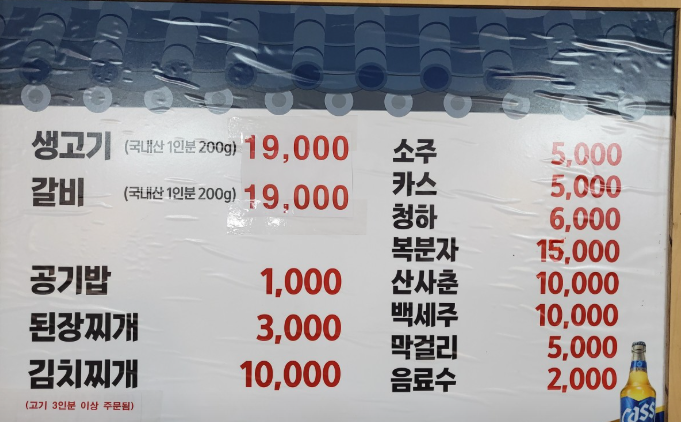 생고기 (국내산 1인분 200g) 19,000
갈비 (국내산 1인분 200g) 19,000
공기밥 1,000
된장찌개 3,000
김치찌개 10,000
(고기 3인분 이상 주문됨)
소주 5,000
카스 5,000
청하 6,000
복분자 15,000
산사춘 10,000
백세주 10,000
막걸리 5,000
음료수 2,000
Cass